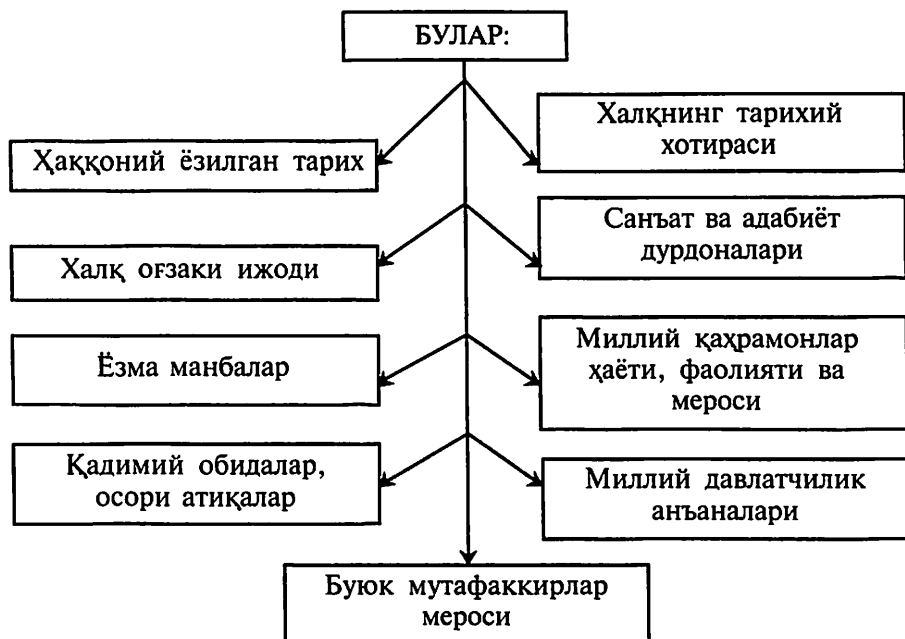 БУЛАР:
Ҳаққоний ёзилган тарих
Халқнинг тарихий
хотираси
Халқ оғзаки ижоди
Санъат ва адабиёт
дурдоналари
Ёзма манбалар
Миллий қаҳрамонлар
ҳаёти, фаолияти ва
мероси
Қадимий обидалар,
осори атиқалар
Миллий давлатчилик
анъаналари
Буюк мутафаккирлар
мероси